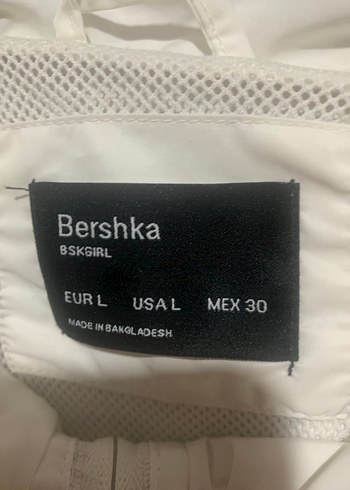 Bershka
BSKGIRL
EUR L USA L MEX 30
MADE IN BANGLADESH